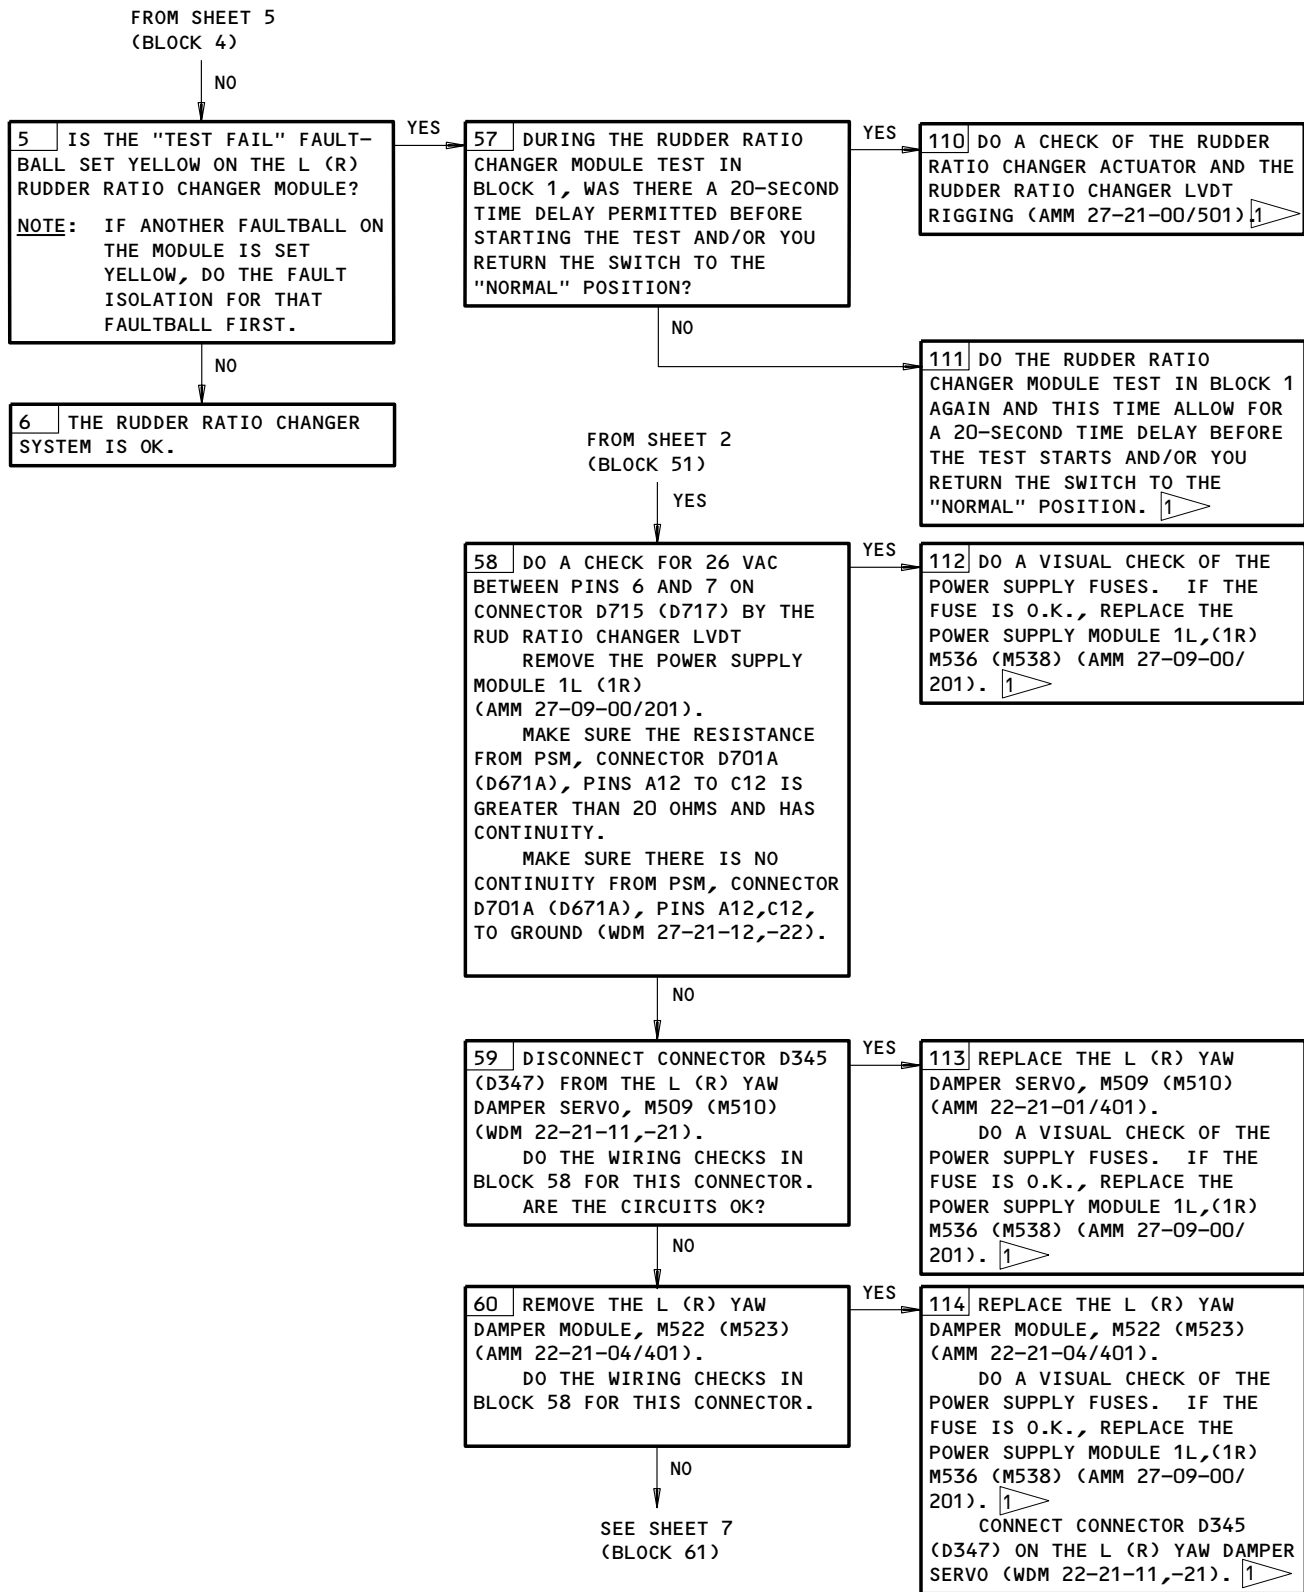 FROM SHEET 5
(BLOCK 4)
NO
5 IS THE "TEST FAIL" FAULT-
BALL SET YELLOW ON THE L (R)
RUDDER RATIO CHANGER MODULE?
NOTE: IF ANOTHER FAULTBALL ON
THE MODULE IS SET
YELLOW, DO THE FAULT
ISOLATION FOR THAT
FAULTBALL FIRST.
YES
57 DURING THE RUDDER RATIO
CHANGER MODULE TEST IN
BLOCK 1, WAS THERE A 20-SECOND
TIME DELAY PERMITTED BEFORE
STARTING THE TEST AND/OR YOU
RETURN THE SWITCH TO THE
"NORMAL" POSITION?
YES
110 DO A CHECK OF THE RUDDER
RATIO CHANGER ACTUATOR AND THE
RUDDER RATIO CHANGER LVDT
RIGGING (AMM 27-21-00/501). 1
NO
6 THE RUDDER RATIO CHANGER
SYSTEM IS OK.
NO
111 DO THE RUDDER RATIO
CHANGER MODULE TEST IN BLOCK 1
AGAIN AND THIS TIME ALLOW FOR
A 20-SECOND TIME DELAY BEFORE
THE TEST STARTS AND/OR YOU
RETURN THE SWITCH TO THE
"NORMAL" POSITION. 1
FROM SHEET 2
(BLOCK 51)
YES
58 DO A CHECK FOR 26 VAC
BETWEEN PINS 6 AND 7 ON
CONNECTOR D715 (D717) BY THE
RUD RATIO CHANGER LVDT
REMOVE THE POWER SUPPLY
MODULE 1L (1R)
(AMM 27-09-00/201).
MAKE SURE THE RESISTANCE
FROM PSM, CONNECTOR D701A
(D671A), PINS A12 TO C12 IS
GREATER THAN 20 OHMS AND HAS
CONTINUITY.
MAKE SURE THERE IS NO
CONTINUITY FROM PSM, CONNECTOR
D701A (D671A), PINS A12,C12,
TO GROUND (WDM 27-21-12,-22).
YES
112 DO A VISUAL CHECK OF THE
POWER SUPPLY FUSES. IF THE
FUSE IS O.K., REPLACE THE
POWER SUPPLY MODULE 1L,(1R)
M536 (M538) (AMM 27-09-00/
201). 1
NO
59 DISCONNECT CONNECTOR D345
(D347) FROM THE L (R) YAW
DAMPER SERVO, M509 (M510)
(WDM 22-21-11,-21).
DO THE WIRING CHECKS IN
BLOCK 58 FOR THIS CONNECTOR.
ARE THE CIRCUITS OK?
YES
113 REPLACE THE L (R) YAW
DAMPER SERVO, M509 (M510)
(AMM 22-21-01/401).
DO A VISUAL CHECK OF THE
POWER SUPPLY FUSES. IF THE
FUSE IS O.K., REPLACE THE
POWER SUPPLY MODULE 1L,(1R)
M536 (M538) (AMM 27-09-00/
201). 1
NO
60 REMOVE THE L (R) YAW
DAMPER MODULE, M522 (M523)
(AMM 22-21-04/401).
DO THE WIRING CHECKS IN
BLOCK 58 FOR THIS CONNECTOR.
YES
114 REPLACE THE L (R) YAW
DAMPER MODULE, M522 (M523)
(AMM 22-21-04/401).
DO A VISUAL CHECK OF THE
POWER SUPPLY FUSES. IF THE
FUSE IS O.K., REPLACE THE
POWER SUPPLY MODULE 1L,(1R)
M536 (M538) (AMM 27-09-00/
201). 1
CONNECT CONNECTOR D345
(D347) ON THE L (R) YAW DAMPER
SERVO (WDM 22-21-11,-21). 1
NO
SEE SHEET 7
(BLOCK 61)